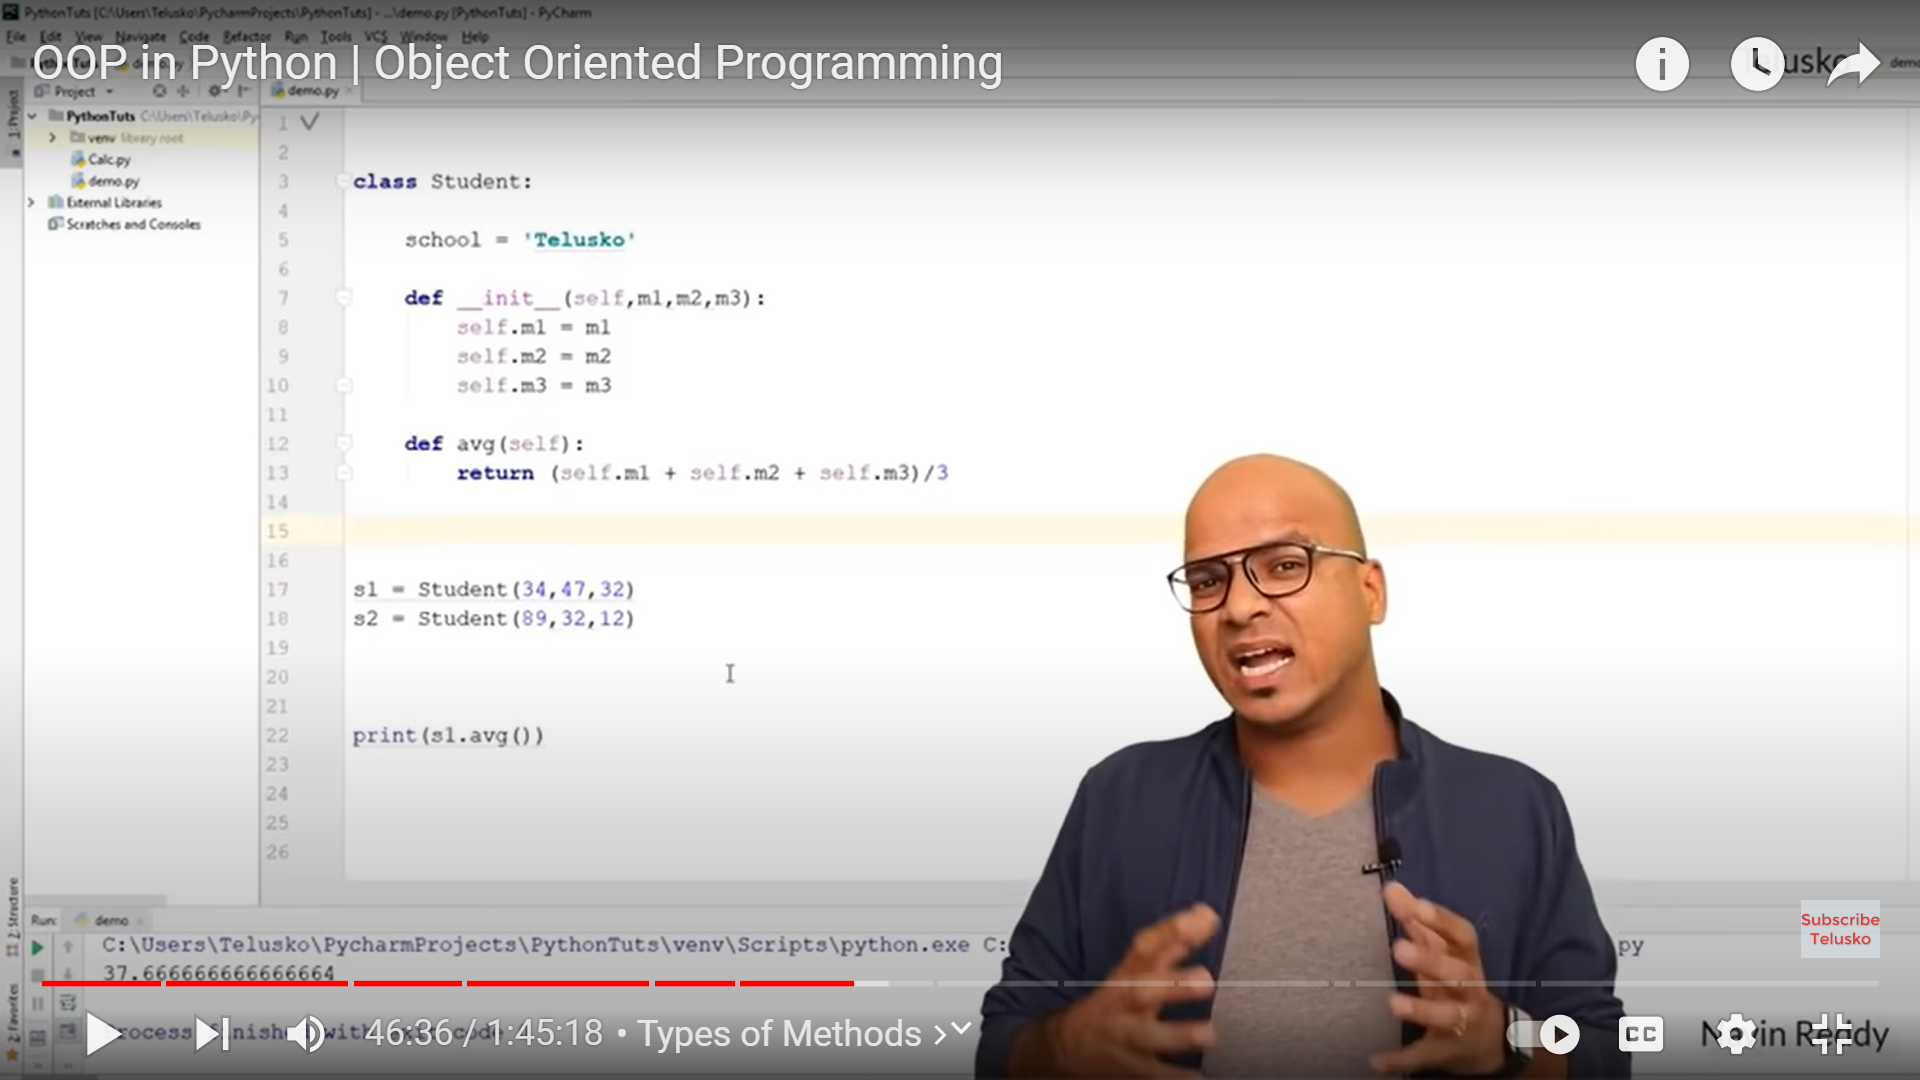 PythonTuts [C:\Users\Telusko\PycharmProjects\PythonTuts] - ...\demo.py [PythonTuts] - PyCharm
File Edit View Navigate Code Refactor Run Tools VCS Window Help
OOP in Python | Object Oriented Programming
Telusko
Project
demo.py
1: Project
PythonTuts C:\Users\Telusko\Py
venv library root
Calc.py
demo.py
External Libraries
Scratches and Consoles
1
2
3 class Student:
4
5 school = 'Telusko'
6
7 def __init__(self,m1,m2,m3):
8 self.m1 = m1
9 self.m2 = m2
10 self.m3 = m3
11
12 def avg(self):
13 return (self.m1 + self.m2 + self.m3)/3
14
15
16
17 s1 = Student(34,47,32)
18 s2 = Student(89,32,12)
19
20
21
22 print(s1.avg())
23
24
25
26
2: Structure
Favorites
Run: demo
C:\Users\Telusko\PycharmProjects\PythonTuts\venv\Scripts\python.exe C: py
37.666666666666664
Subscribe
Telusko
46:36 / 1:45:18 • Types of Methods
CC
Navin Reddy